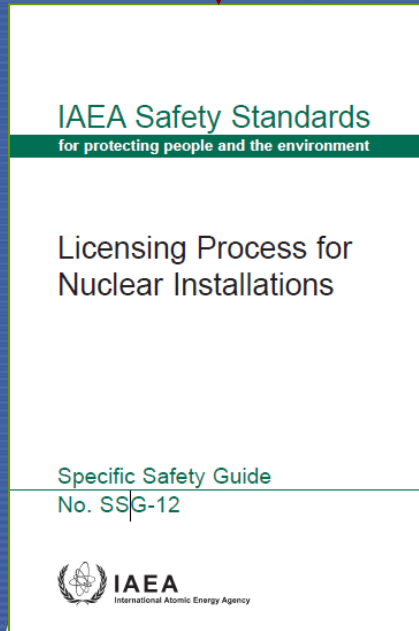 IAEA Safety Standards
for protecting people and the environment
Licensing Process for
Nuclear Installations
Specific Safety Guide
No. SSG-12
IAEA
International Atomic Energy Agency